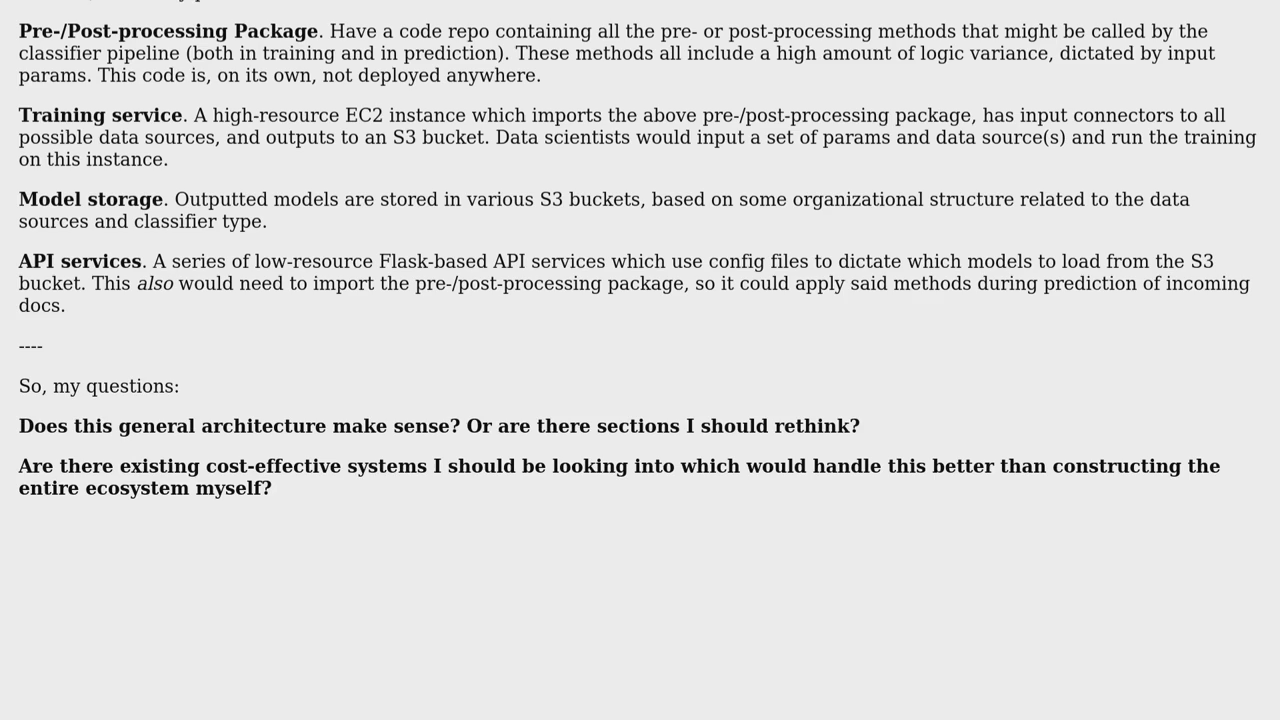 Pre-/Post-processing Package. Have a code repo containing all the pre- or post-processing methods that might be called by the
classifier pipeline (both in training and in prediction). These methods all include a high amount of logic variance, dictated by input
params. This code is, on its own, not deployed anywhere.
Training service. A high-resource EC2 instance which imports the above pre-/post-processing package, has input connectors to all
possible data sources, and outputs to an S3 bucket. Data scientists would input a set of params and data source(s) and run the training
on this instance.
Model storage. Outputted models are stored in various S3 buckets, based on some organizational structure related to the data
sources and classifier type.
API services. A series of low-resource Flask-based API services which use config files to dictate which models to load from the S3
bucket. This also would need to import the pre-/post-processing package, so it could apply said methods during prediction of incoming
docs.
----
So, my questions:
Does this general architecture make sense? Or are there sections I should rethink?
Are there existing cost-effective systems I should be looking into which would handle this better than constructing the
entire ecosystem myself?